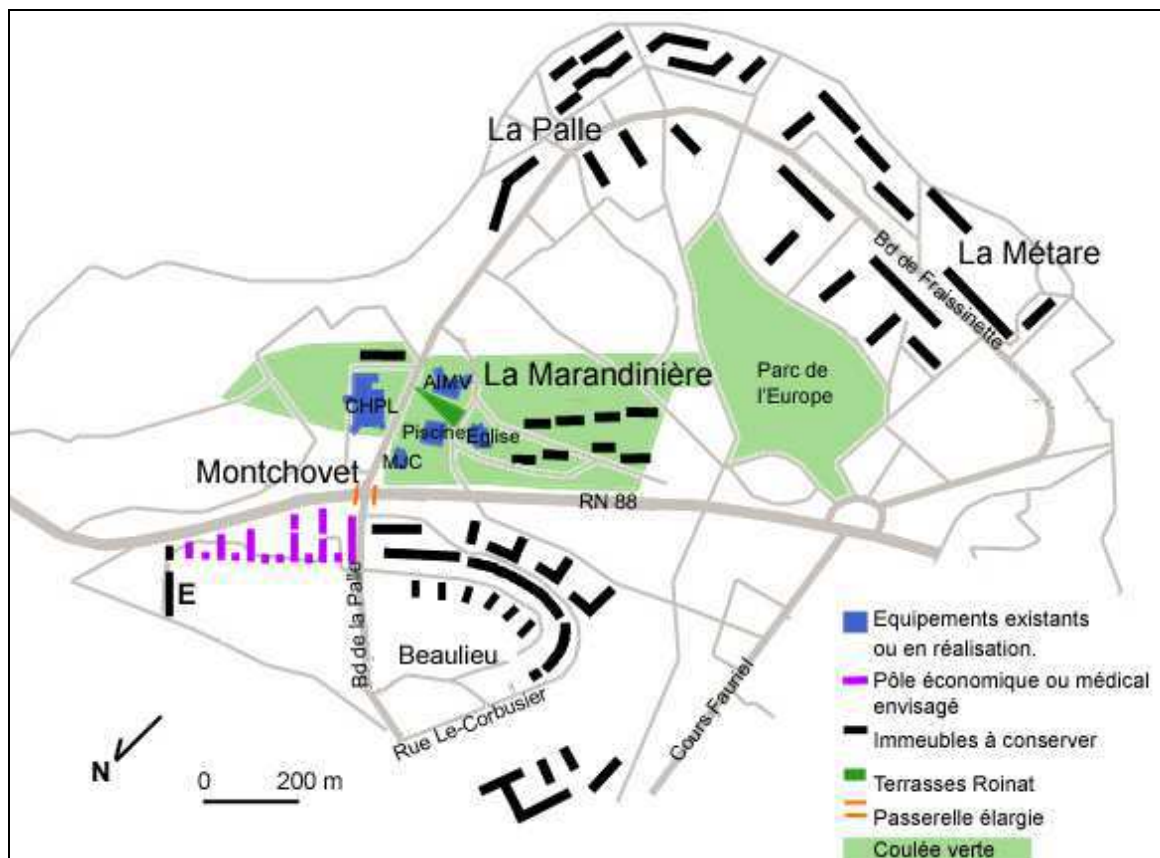 La Palle
La Métare
Bd de Fraissinette
Parc de
l'Europe
AIMV
La Marandinière
CHPL
Piscine
Eglise
MJC
Montchovet
RN 88
E
Bd de la Palle
Beaulieu
Rue Le-Corbusier
Cours Fauriel
N
0 200 m
Equipements existants
ou en réalisation.
Pôle économique ou médical
envisagé
Immeubles à conserver
Terrasses Roinat
Passerelle élargie
Coulée verte